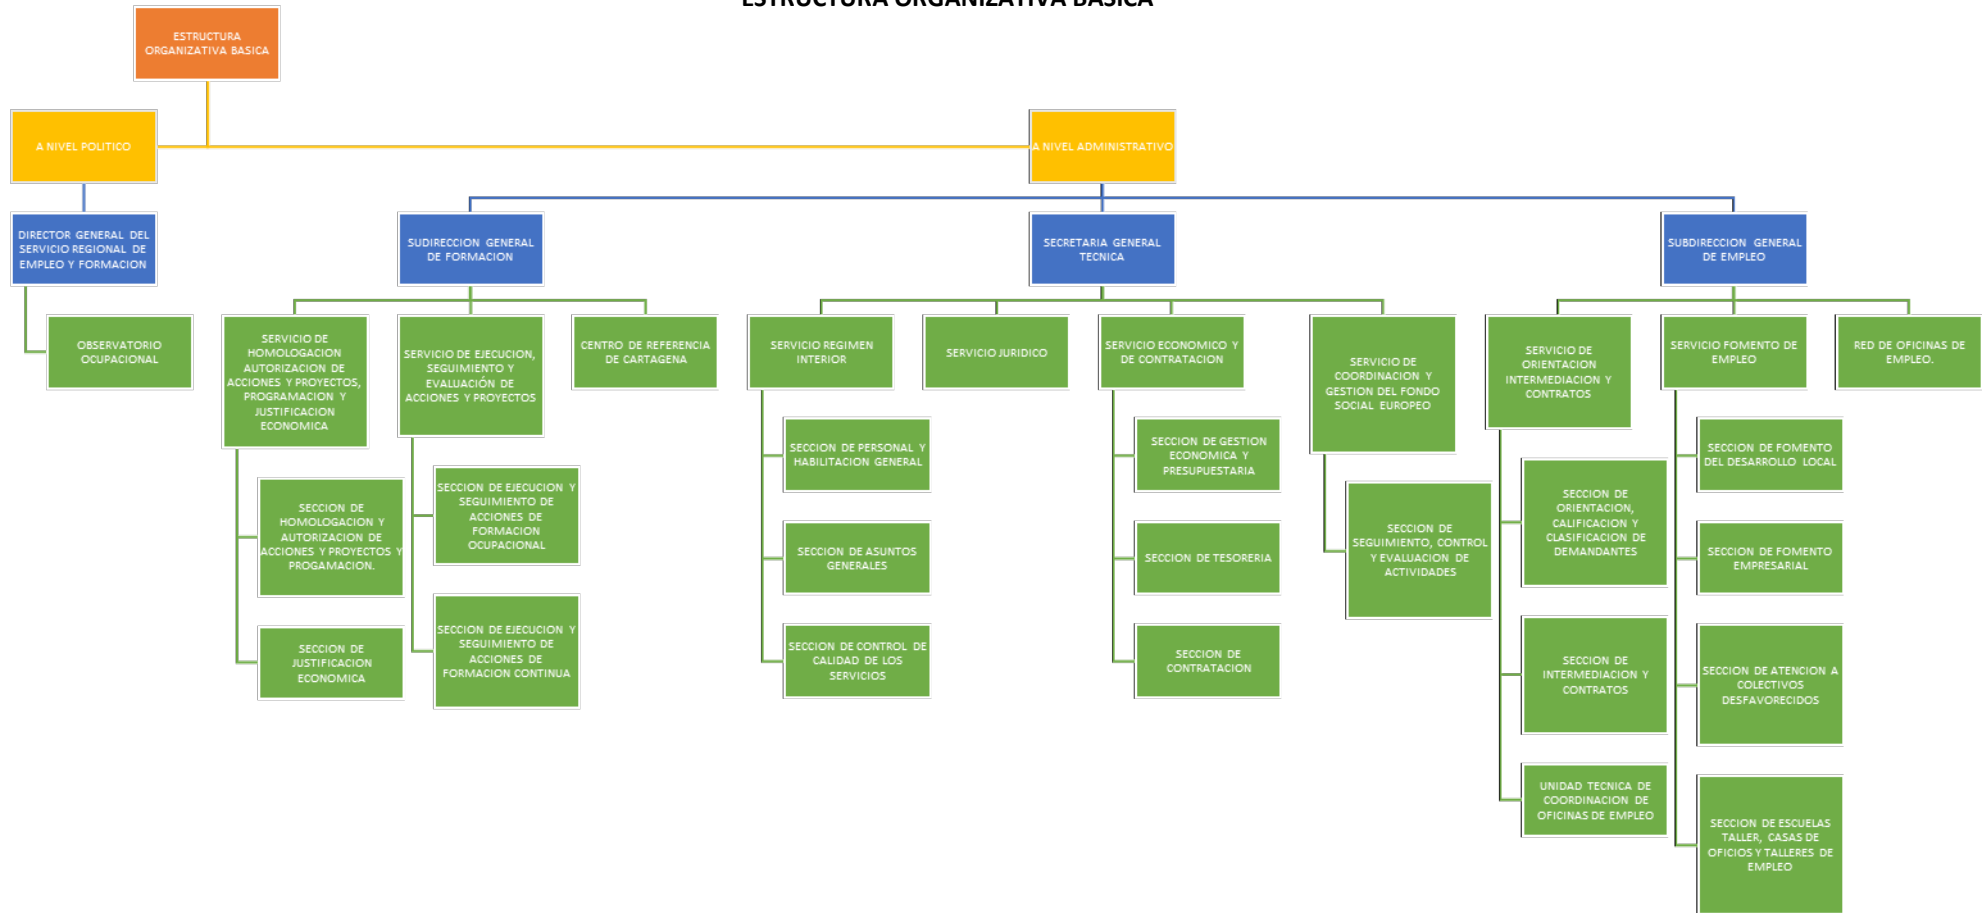 ESTRUCTURA ORGANIZATIVA BASICA
ESTRUCTURA
ORGANIZATIVA BASICA
A NIVEL POLITICO
A NIVEL ADMINISTRATIVO
DIRECTOR GENERAL DEL
SERVICIO REGIONAL DE
EMPLEO Y FORMACION
SUDIRECCION GENERAL
DE FORMACION
SECRETARIA GENERAL
TECNICA
SUBDIRECCION GENERAL
DE EMPLEO
OBSERVATORIO
OCUPACIONAL
SERVICIO DE
HOMOLOGACION
AUTORIZACION DE
ACCIONES Y PROYECTOS,
PROGRAMACION Y
JUSTIFICACION
ECONOMICA
SERVICIO DE EJECUCION,
SEGUIMIENTO Y
EVALUACIÓN DE
ACCIONES Y PROYECTOS
CENTRO DE REFERENCIA
DE CARTAGENA
SERVICIO REGIMEN
INTERIOR
SERVICIO JURIDICO
SERVICIO ECONOMICO Y
DE CONTRATACION
SERVICIO DE
COORDINACION Y
GESTION DEL FONDO
SOCIAL EUROPEO
SERVICIO DE
ORIENTACION
INTERMEDIACION Y
CONTRATOS
SERVICIO FOMENTO DE
EMPLEO
RED DE OFICINAS DE
EMPLEO.
SECCION DE
HOMOLOGACION Y
AUTORIZACION DE
ACCIONES Y PROYECTOS Y
PROGAMACION.
SECCION DE
JUSTIFICACION
ECONOMICA
SECCION DE EJECUCION Y
SEGUIMIENTO DE
ACCIONES DE
FORMACION
OCUPACIONAL
SECCION DE EJECUCION Y
SEGUIMIENTO DE
ACCIONES DE
FORMACION CONTINUA
SECCION DE PERSONAL Y
HABILITACION GENERAL
SECCION DE ASUNTOS
GENERALES
SECCION DE CONTROL DE
CALIDAD DE LOS
SERVICIOS
SECCION DE GESTION
ECONOMICA Y
PRESUPUESTARIA
SECCION DE TESORERIA
SECCION DE
CONTRATACION
SECCION DE
SEGUIMIENTO, CONTROL
Y EVALUACION DE
ACTIVIDADES
SECCION DE
ORIENTACION,
CALIFICACION Y
CLASIFICACION DE
DEMANDANTES
SECCION DE
INTERMEDIACION Y
CONTRATOS
UNIDAD TECNICA DE
COORDINACION DE
OFICINAS DE EMPLEO
SECCION DE FOMENTO
DEL DESARROLLO LOCAL
SECCION DE FOMENTO
EMPRESARIAL
SECCION DE ATENCION A
COLECTIVOS
DESFAVORECIDOS
SECCION DE ESCUELAS
TALLER, CASAS DE
OFICIOS Y TALLERES DE
EMPLEO